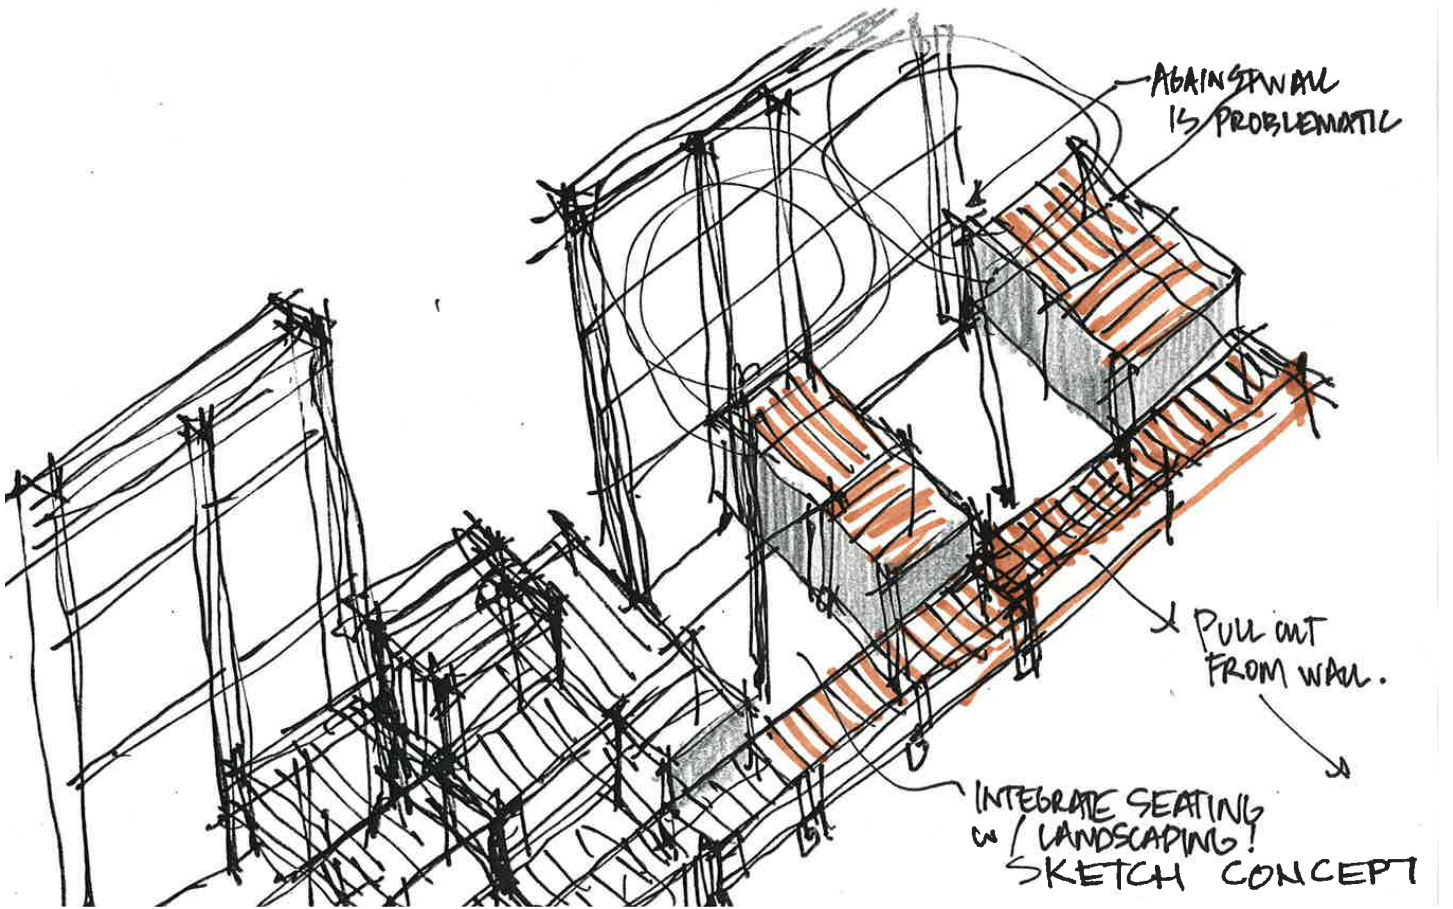 AGAINST WALL
IS PROBLEMATIC
PULL OUT
FROM WALL.
INTEGRATE SEATING
w/ LANDSCAPING!
SKETCH CONCEPT